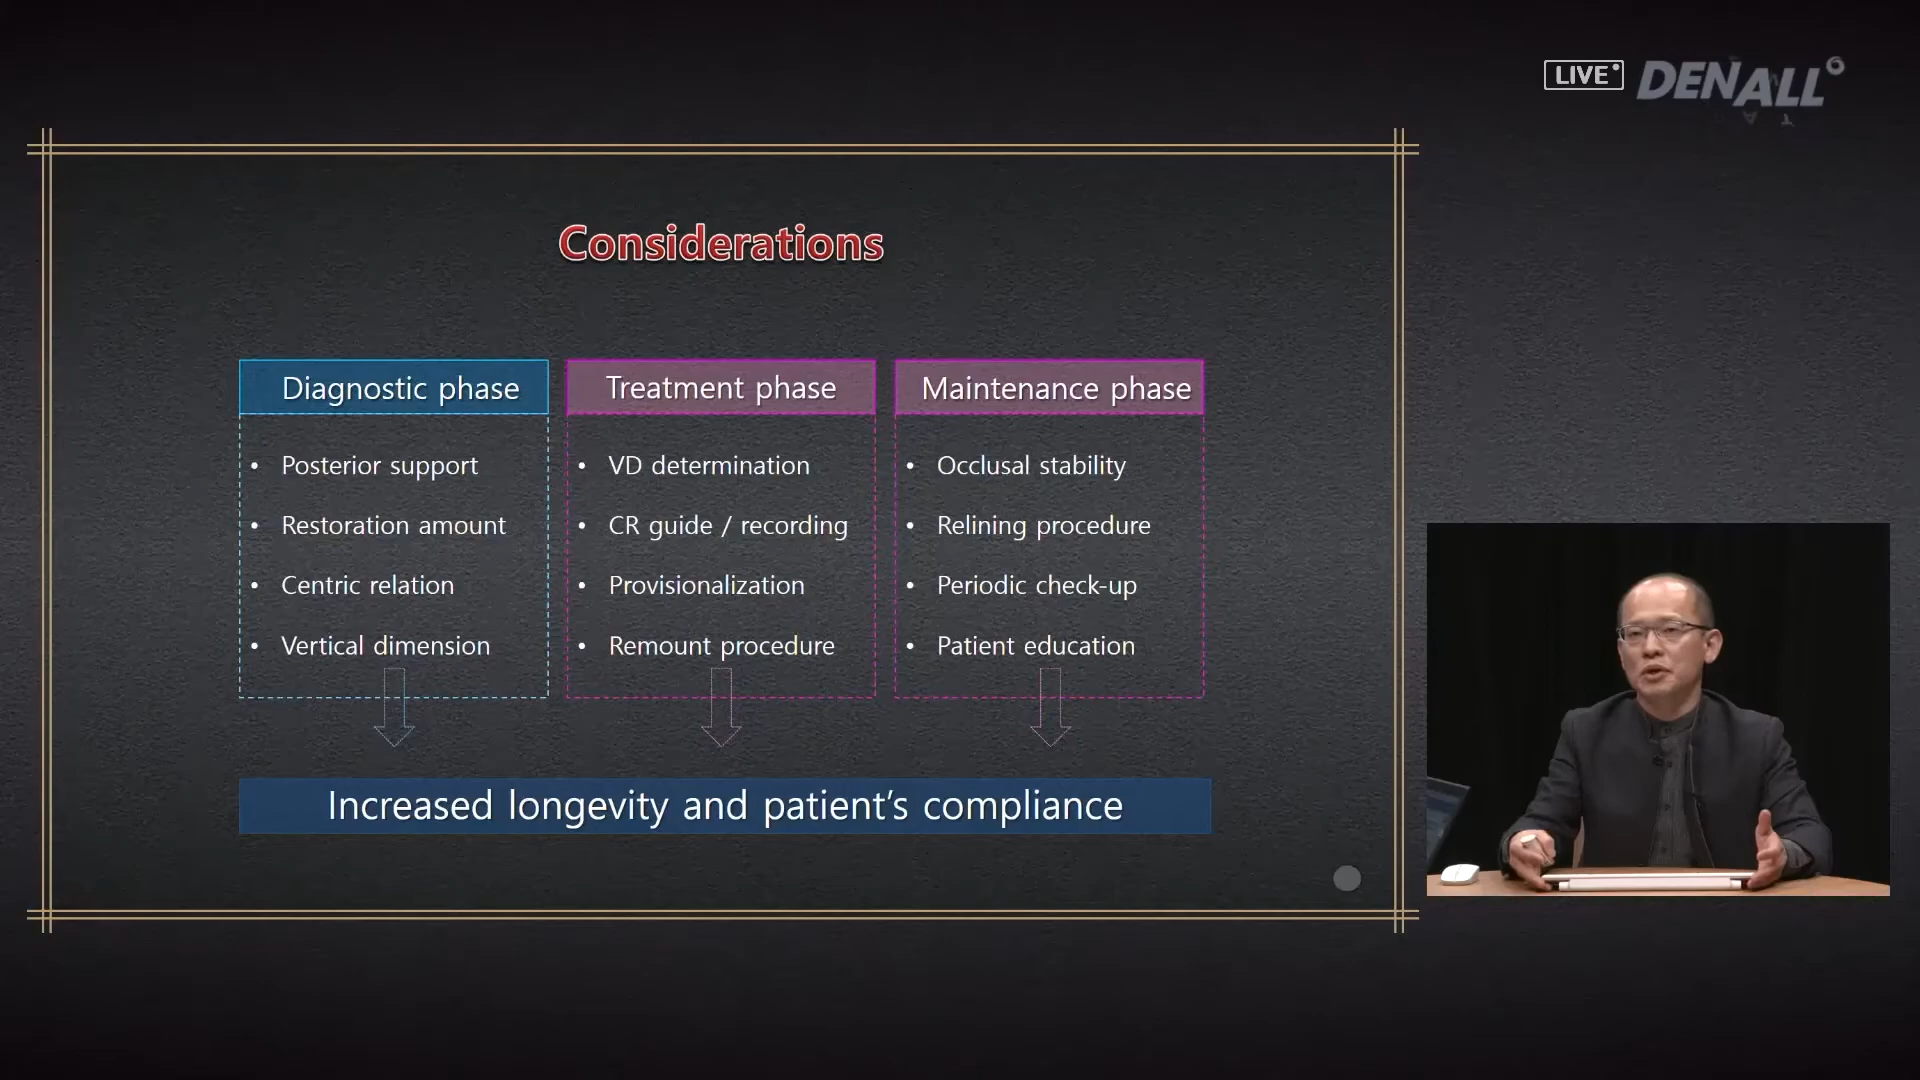 LIVE
DENALL
Considerations
Diagnostic phase
• Posterior support
• Restoration amount
• Centric relation
• Vertical dimension
Treatment phase
• VD determination
• CR guide / recording
• Provisionalization
• Remount procedure
Maintenance phase
• Occlusal stability
• Relining procedure
• Periodic check-up
• Patient education
Increased longevity and patient’s compliance